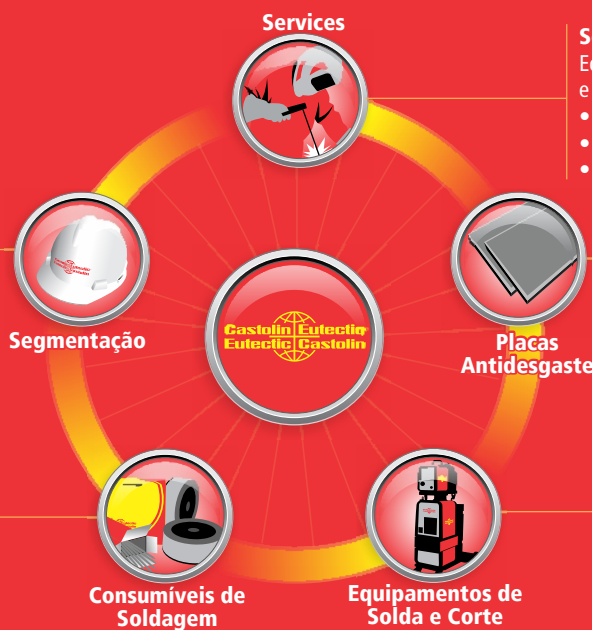 Services
Segmentação
Castolin Eutectic
Eutectic Castolin
Placas
Antidesgaste
Consumíveis de
Soldagem
Equipamentos de
Solda e Corte
e